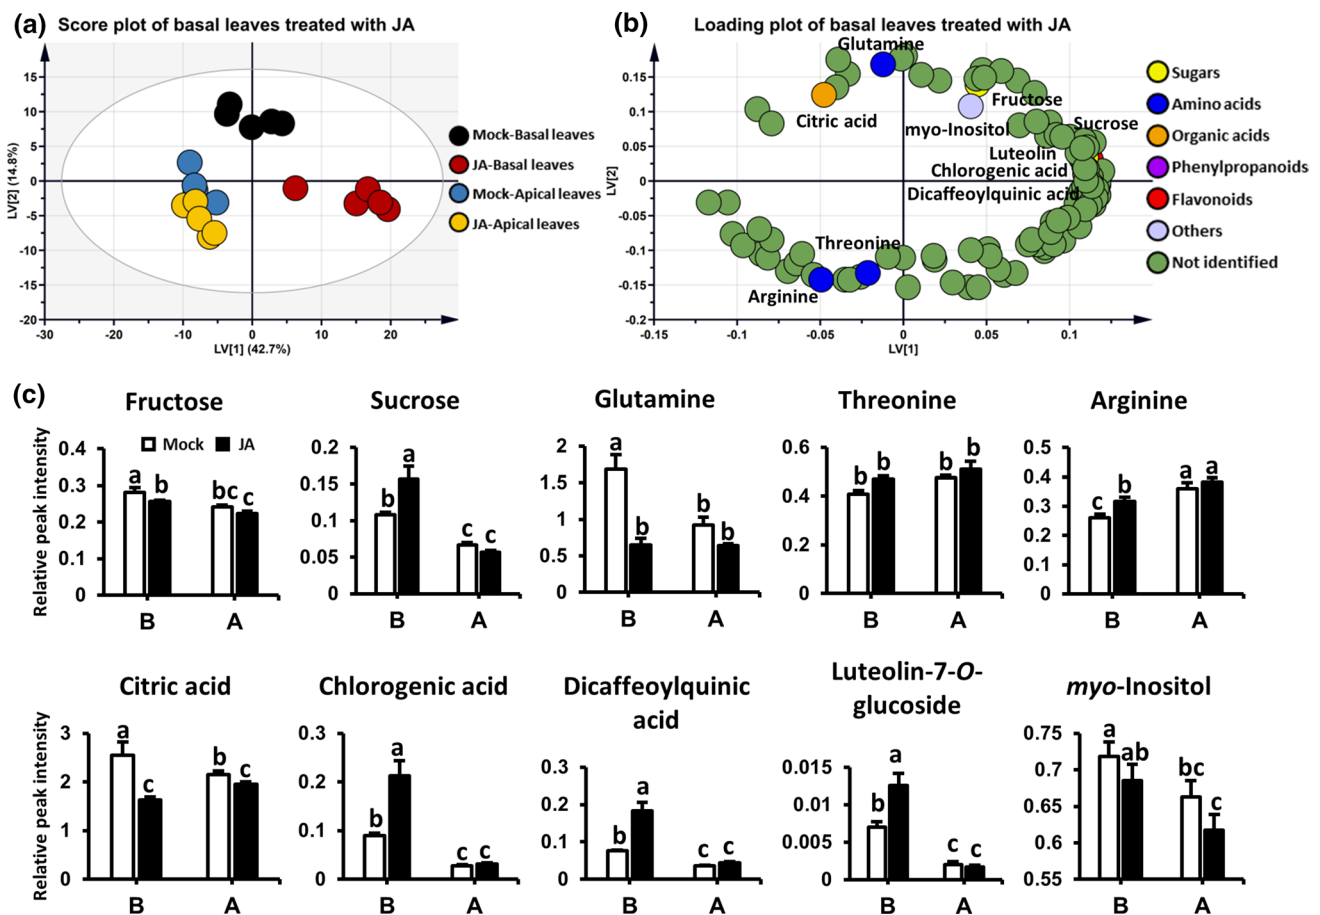 (a) Score plot of basal leaves treated with JA
15
10
5
0
-5
-10
-15
-20
-30
-20
-10
0
10
20
LV[2] (14.8%)
LV[1] (42.7%)
Mock-Basal leaves
JA-Basal leaves
Mock-Apical leaves
JA-Apical leaves
(b) Loading plot of basal leaves treated with JA
0.15
0.1
0.05
0
-0.05
-0.1
-0.15
-0.2
-0.15
-0.1
-0.05
0
0.05
0.1
LV[2]
LV[1]
Glutamine
Citric acid
Fructose
myo-Inositol
Sucrose
Luteolin
Chlorogenic acid
Dicaffeoylquinic acid
Threonine
Arginine
Sugars
Amino acids
Organic acids
Phenylpropanoids
Flavonoids
Others
Not identified
(c)
Fructose
Mock JA
Relative peak intensity
0.4
0.3
0.2
0.1
0
a b bc c
B A
Sucrose
0.2
0.15
0.1
0.05
0
b a c c
B A
Glutamine
2
1.5
1
0.5
0
a b b b
B A
Threonine
0.6
0.4
0.2
0
b b b b
B A
Arginine
0.5
0.4
0.3
0.2
0.1
0
c b a a
B A
Citric acid
Relative peak intensity
3
2
1
0
a c b c
B A
Chlorogenic acid
0.3
0.2
0.1
0
b a c c
B A
Dicaffeoylquinic
acid
0.3
0.2
0.1
0
b a c c
B A
Luteolin-7-O-
glucoside
0.015
0.01
0.005
0
b a c c
B A
myo-Inositol
0.75
0.7
0.65
0.6
0.55
a ab bc c
B A